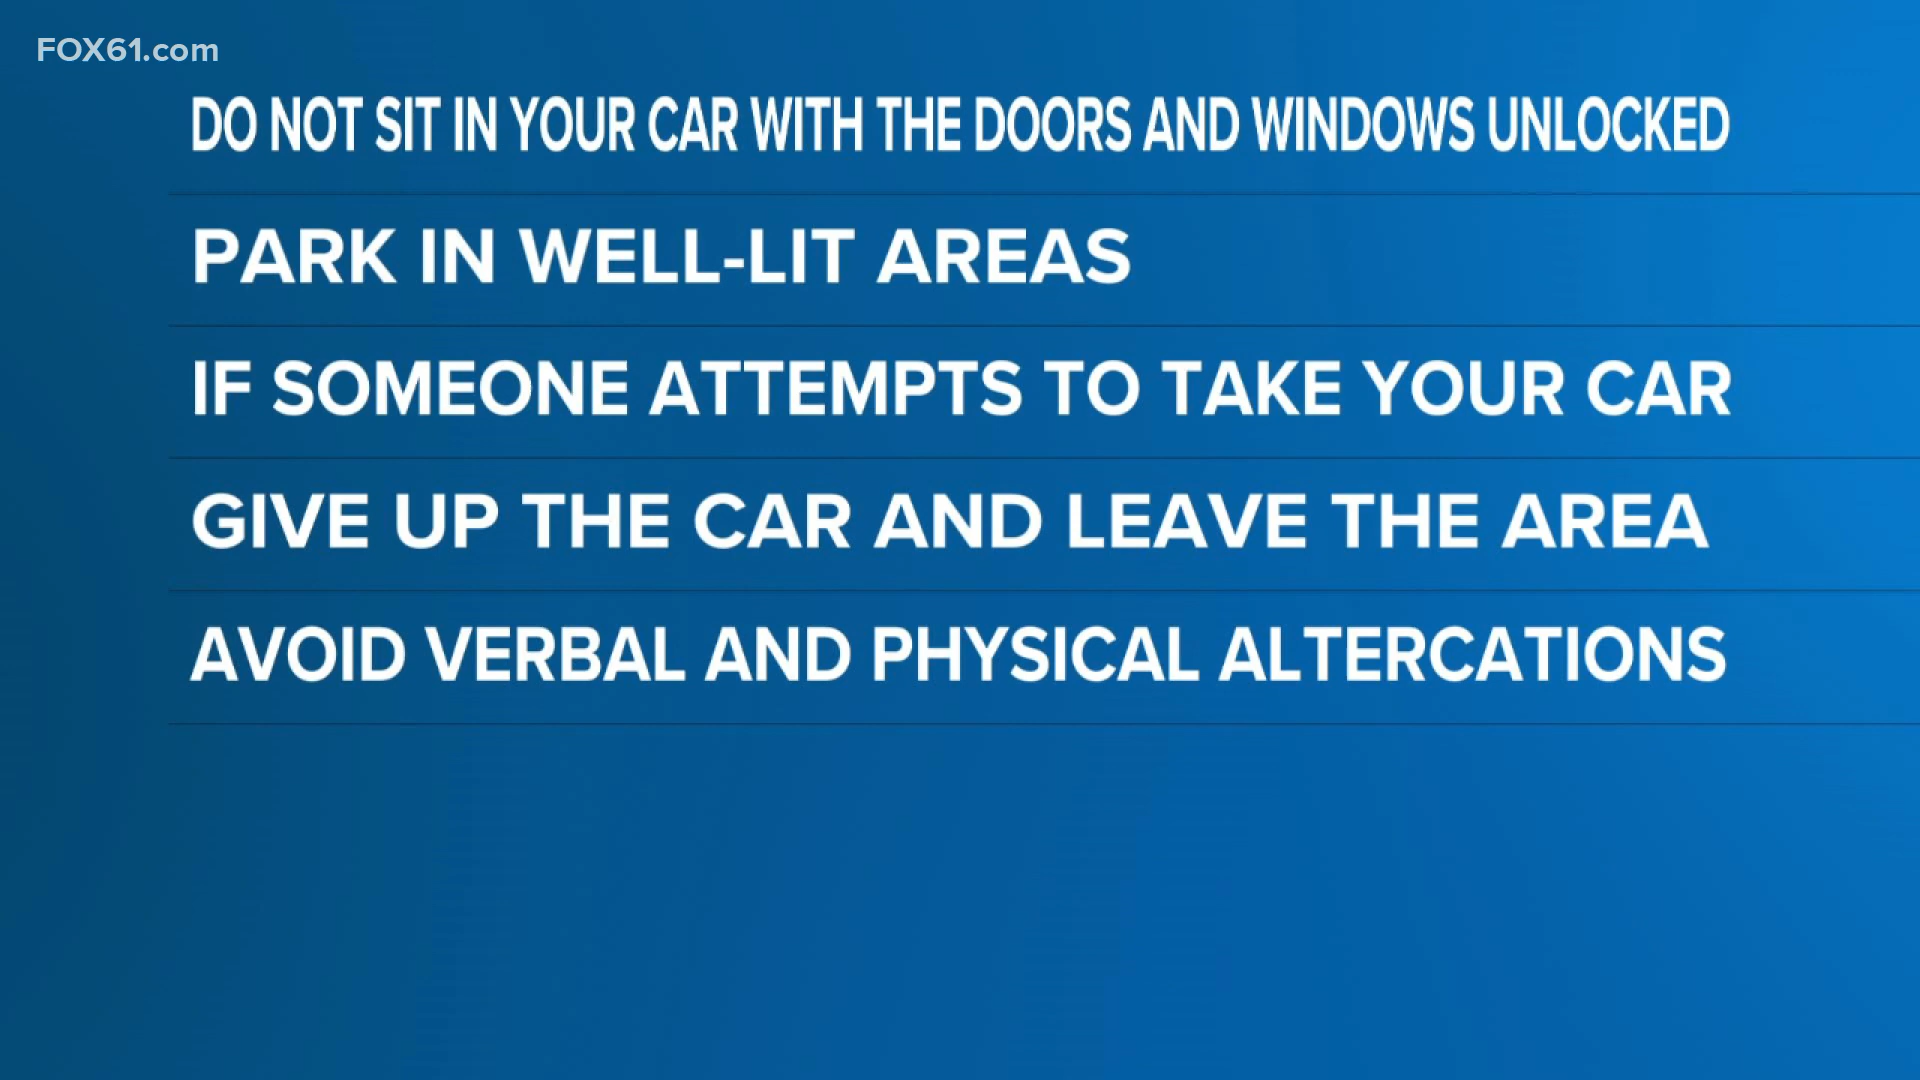 FOX61.com
DO NOT SIT IN YOUR CAR WITH THE DOORS AND WINDOWS UNLOCKED
PARK IN WELL-LIT AREAS
IF SOMEONE ATTEMPTS TO TAKE YOUR CAR
GIVE UP THE CAR AND LEAVE THE AREA
AVOID VERBAL AND PHYSICAL ALTERCATIONS